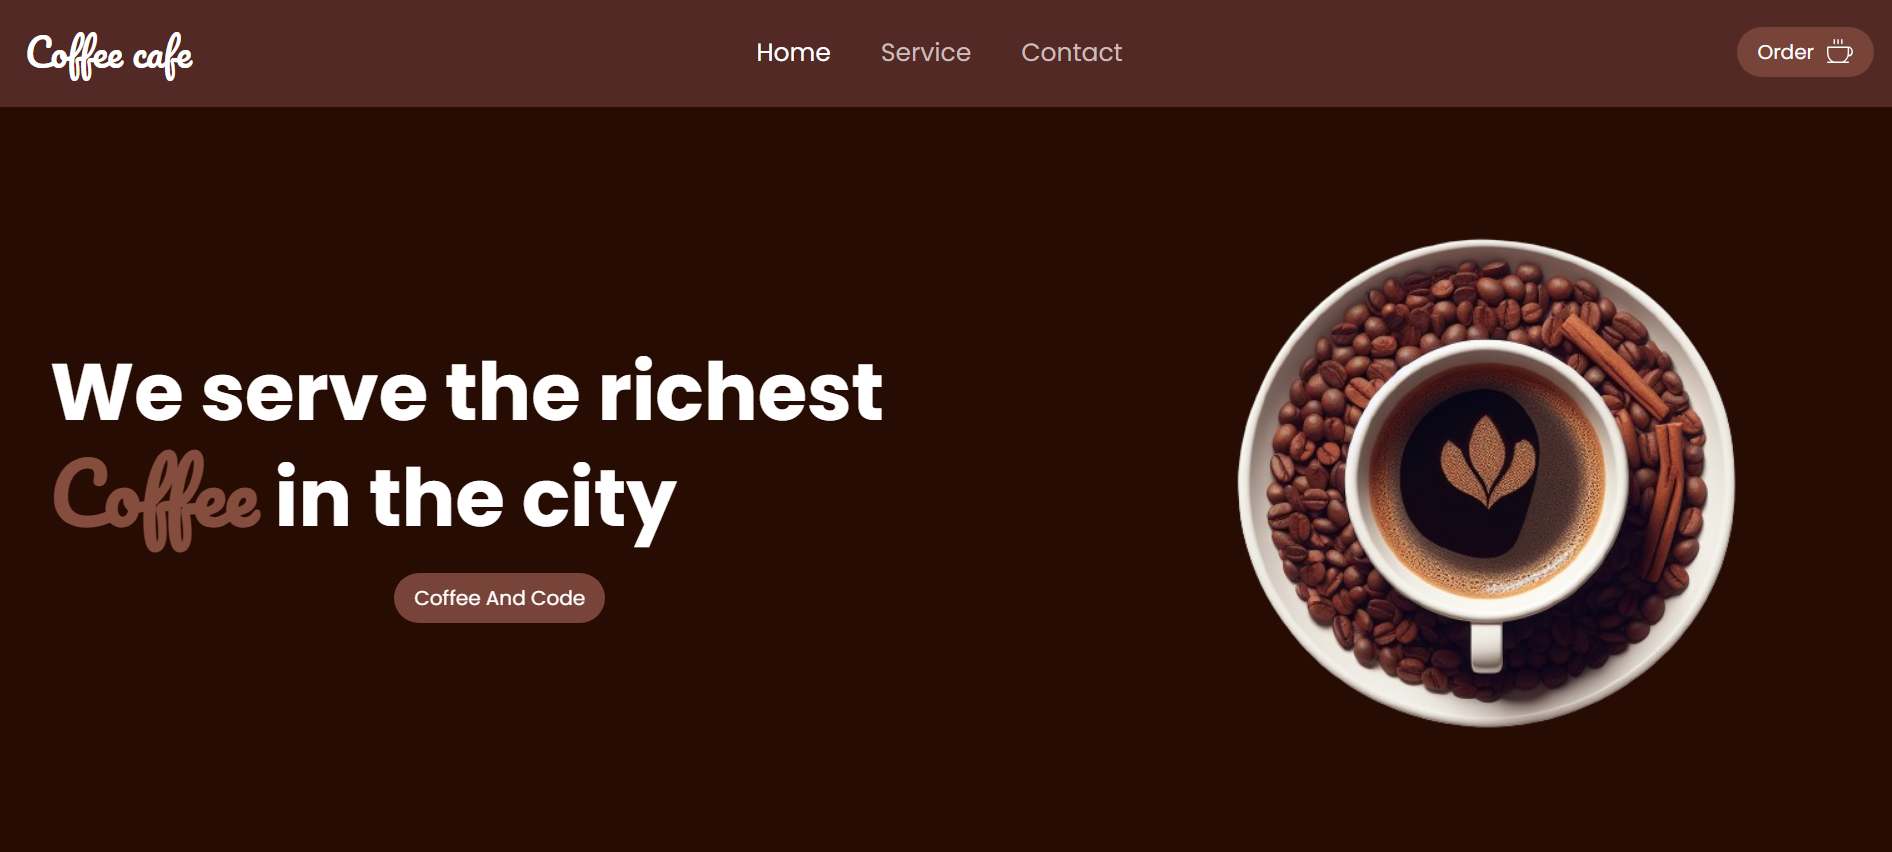 Coffee cafe
Home Service Contact
Order
We serve the richest
Coffee in the city
Coffee And Code